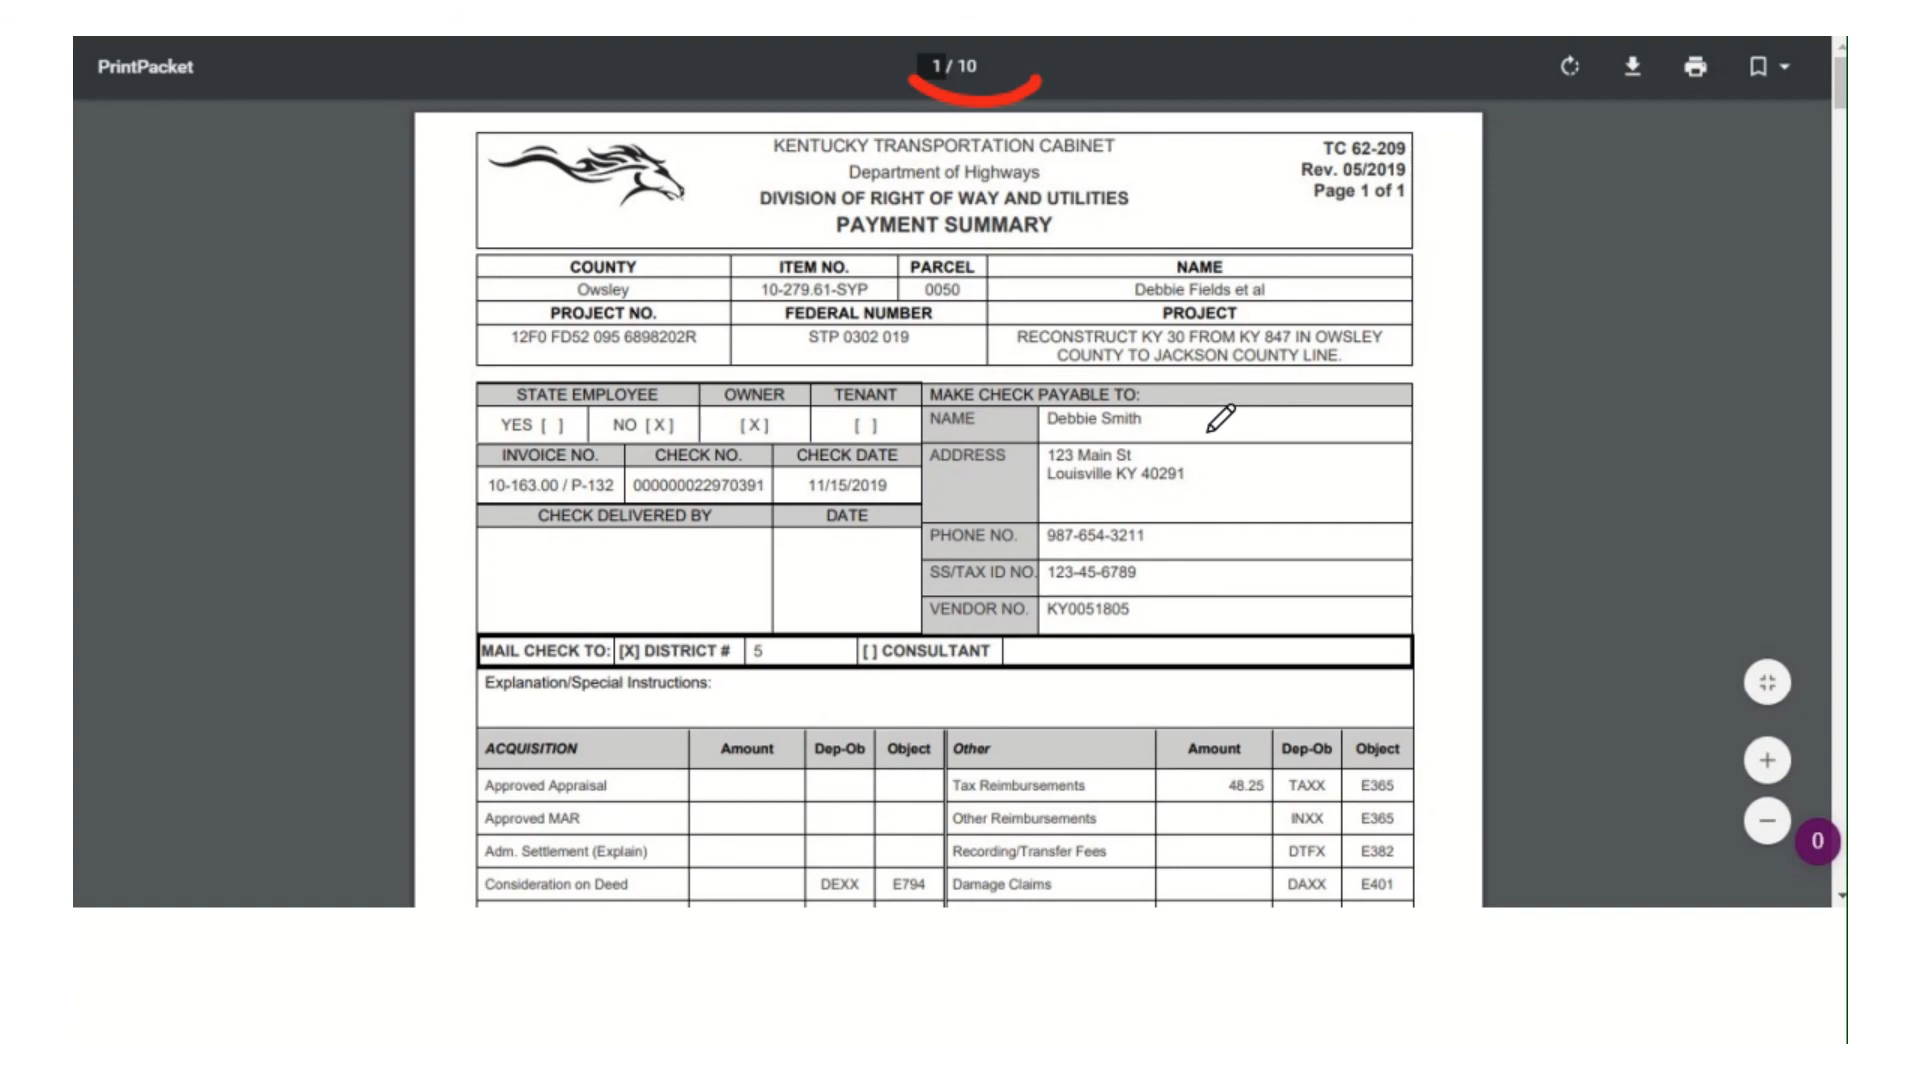 PrintPacket 1 / 10
KENTUCKY TRANSPORTATION CABINET
Department of Highways
DIVISION OF RIGHT OF WAY AND UTILITIES
PAYMENT SUMMARY
TC 62-209
Rev. 05/2019
Page 1 of 1
COUNTY ITEM NO. PARCEL NAME
Owsley 10-279.61-SYP 0050 Debbie Fields et al
PROJECT NO. FEDERAL NUMBER PROJECT
12F0 FD52 095 6898202R STP 0302 019 RECONSTRUCT KY 30 FROM KY 847 IN OWSLEY
COUNTY TO JACKSON COUNTY LINE.
STATE EMPLOYEE OWNER TENANT MAKE CHECK PAYABLE TO:
YES [ ] NO [X] [X] [ ] NAME Debbie Smith
INVOICE NO. CHECK NO. CHECK DATE ADDRESS 123 Main St
Louisville KY 40291
10-163.00 / P-132 000000022970391 11/15/2019
CHECK DELIVERED BY DATE
PHONE NO. 987-654-3211
SS/TAX ID NO. 123-45-6789
VENDOR NO. KY0051805
MAIL CHECK TO: [X] DISTRICT # 5 [ ] CONSULTANT
Explanation/Special Instructions:
ACQUISITION Amount Dep-Ob Object Other Amount Dep-Ob Object
Approved Appraisal Tax Reimbursements 48.25 TAXX E365
Approved MAR Other Reimbursements INXX E365
Adm. Settlement (Explain) Recording/Transfer Fees DTFX E382
Consideration on Deed DEXX E794 Damage Claims DAXX E401
0